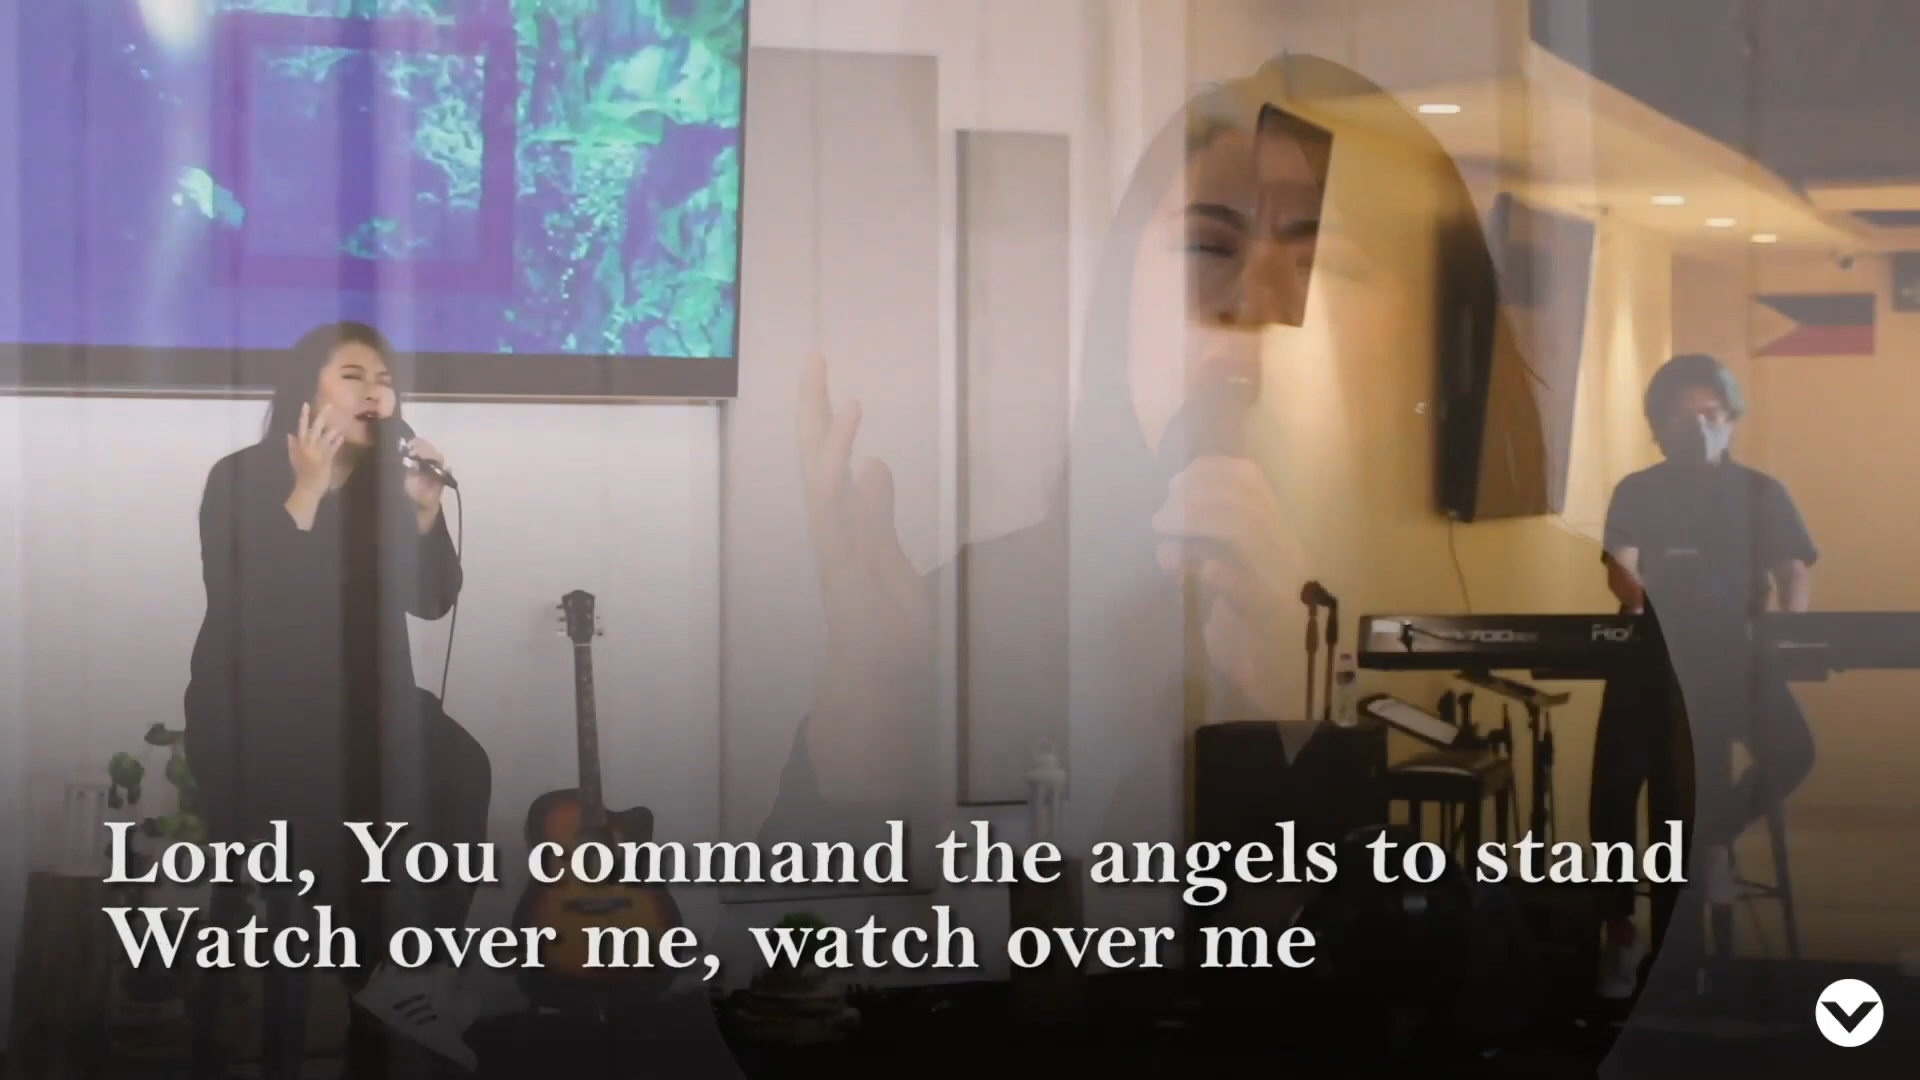 Lord, You command the angels to stand
Watch over me, watch over me